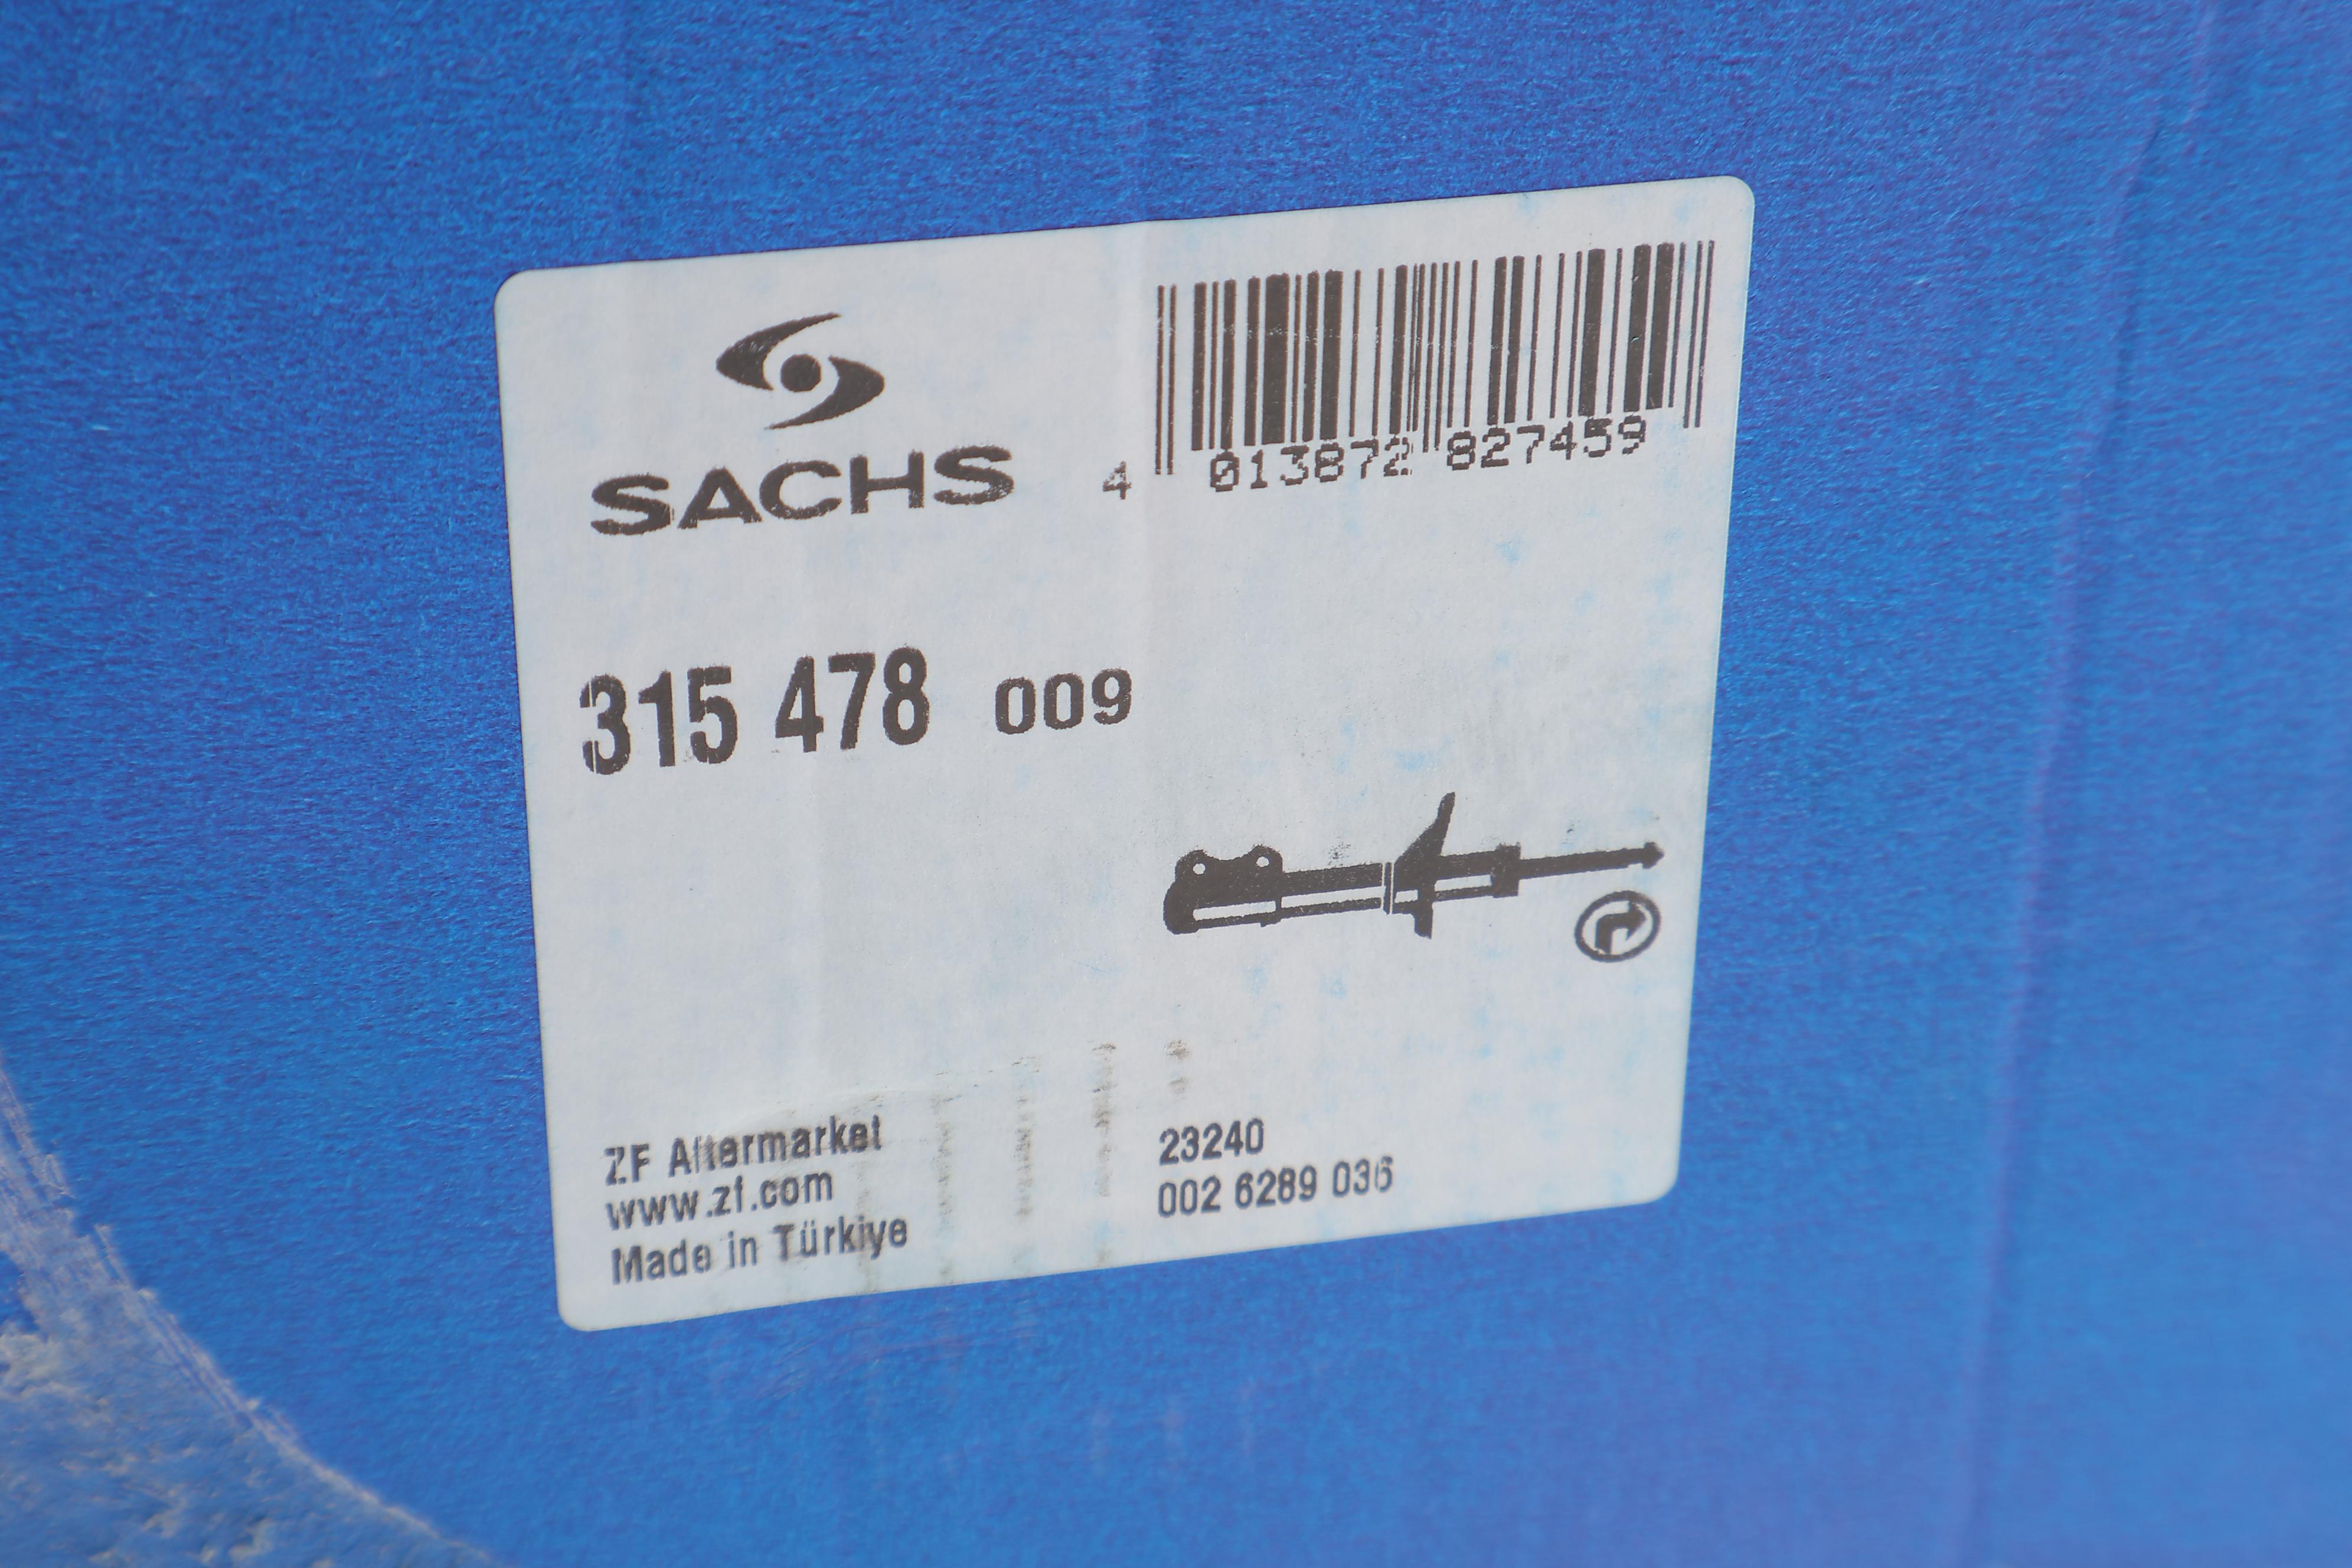 SACHS
4 013872 827459
315 478 009
ZF Aftermarket
www.zf.com
Made in Türkiye
23240
002 6289 036